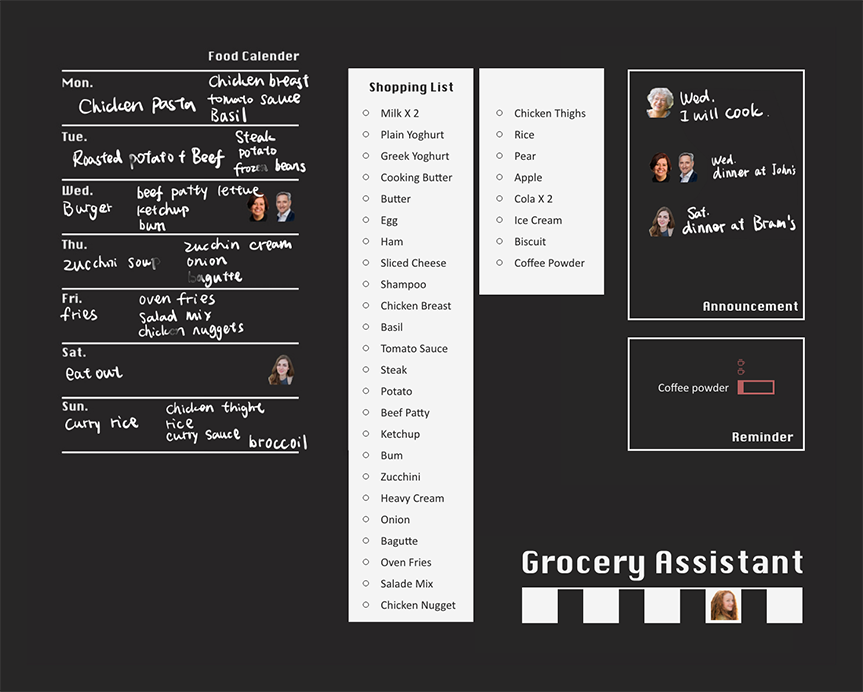 Food Calender
Mon.
Chicken Pasta
Chicken breast
tomato sauce
Basil
Tue.
Roasted potato + Beef
Steak
potato
frozen beans
Wed.
Burger
beef patty lettue
ketchup
bun
Thu.
zucchini soup
zucchin cream
onion
bagutte
Fri.
fries
oven fries
salad mix
chicken nuggets
Sat.
eat out
Sun.
Curry rice
chicken thight
rice
curry sauce
broccoil
Shopping List
Milk X 2
Plain Yoghurt
Greek Yoghurt
Cooking Butter
Butter
Egg
Ham
Sliced Cheese
Shampoo
Chicken Breast
Basil
Tomato Sauce
Steak
Potato
Beef Patty
Ketchup
Bum
Zucchini
Heavy Cream
Onion
Bagutte
Oven Fries
Salade Mix
Chicken Nugget
Chicken Thighs
Rice
Pear
Apple
Cola X 2
Ice Cream
Biscuit
Coffee Powder
Wed.
I will cook.
Wed.
dinner at John's
Sat.
dinner at Bram's
Announcement
Coffee powder
Reminder
Grocery Assistant